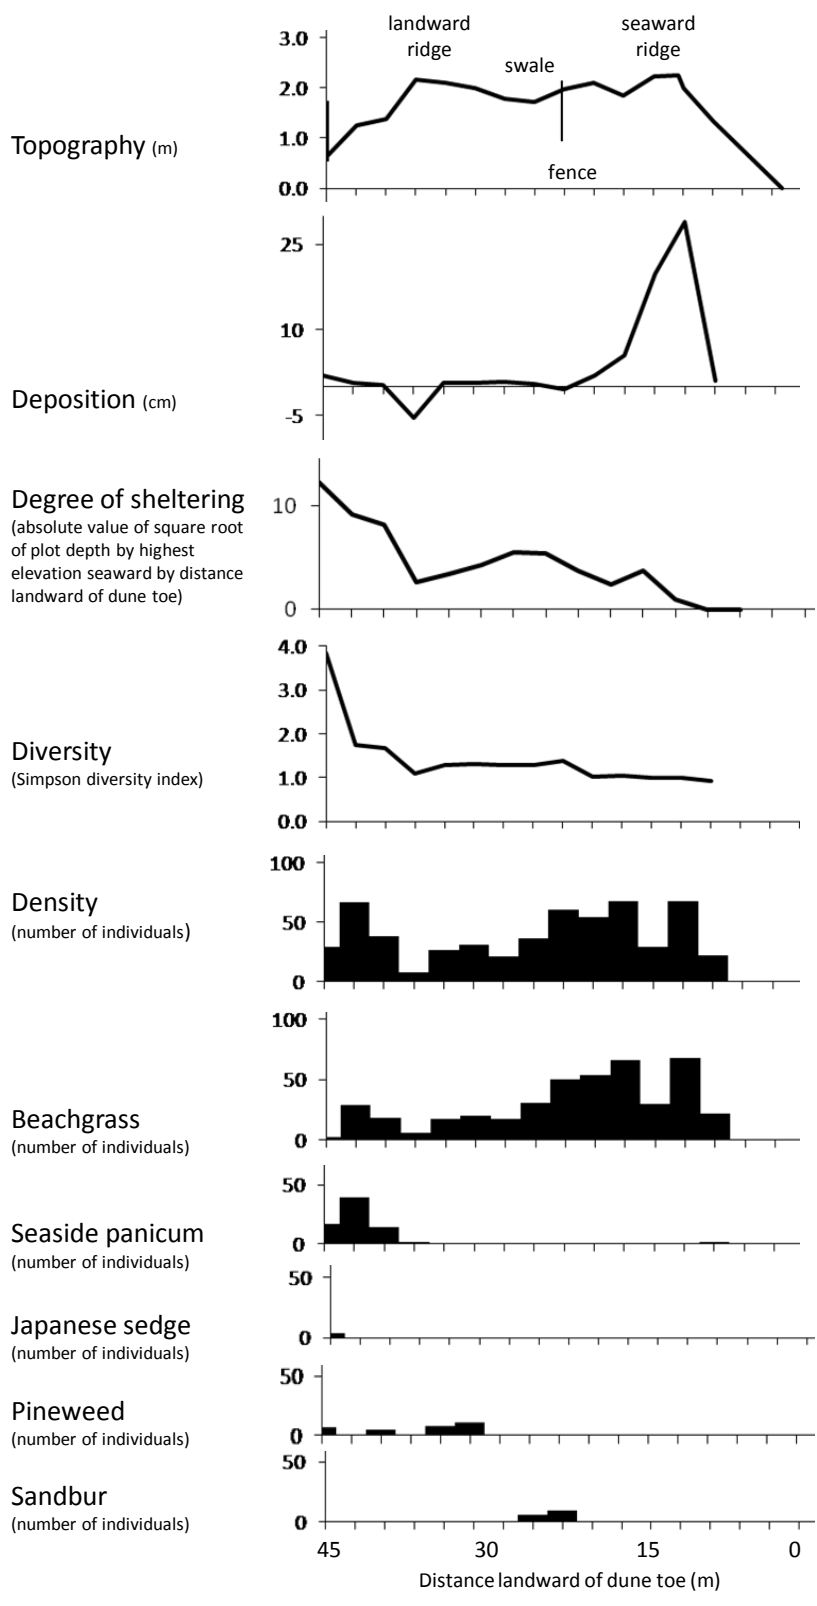 landward
ridge
seaward
ridge
swale
fence
Topography (m)
3.0
2.0
1.0
0.0
Deposition (cm)
25
10
-5
Degree of sheltering
(absolute value of square root
of plot depth by highest
elevation seaward by distance
landward of dune toe)
10
0
Diversity
(Simpson diversity index)
4.0
3.0
2.0
1.0
0.0
Density
(number of individuals)
100
50
0
Beachgrass
(number of individuals)
100
50
0
Seaside panicum
(number of individuals)
50
0
Japanese sedge
(number of individuals)
50
0
Pineweed
(number of individuals)
50
0
Sandbur
(number of individuals)
50
0
45 30 15 0
Distance landward of dune toe (m)